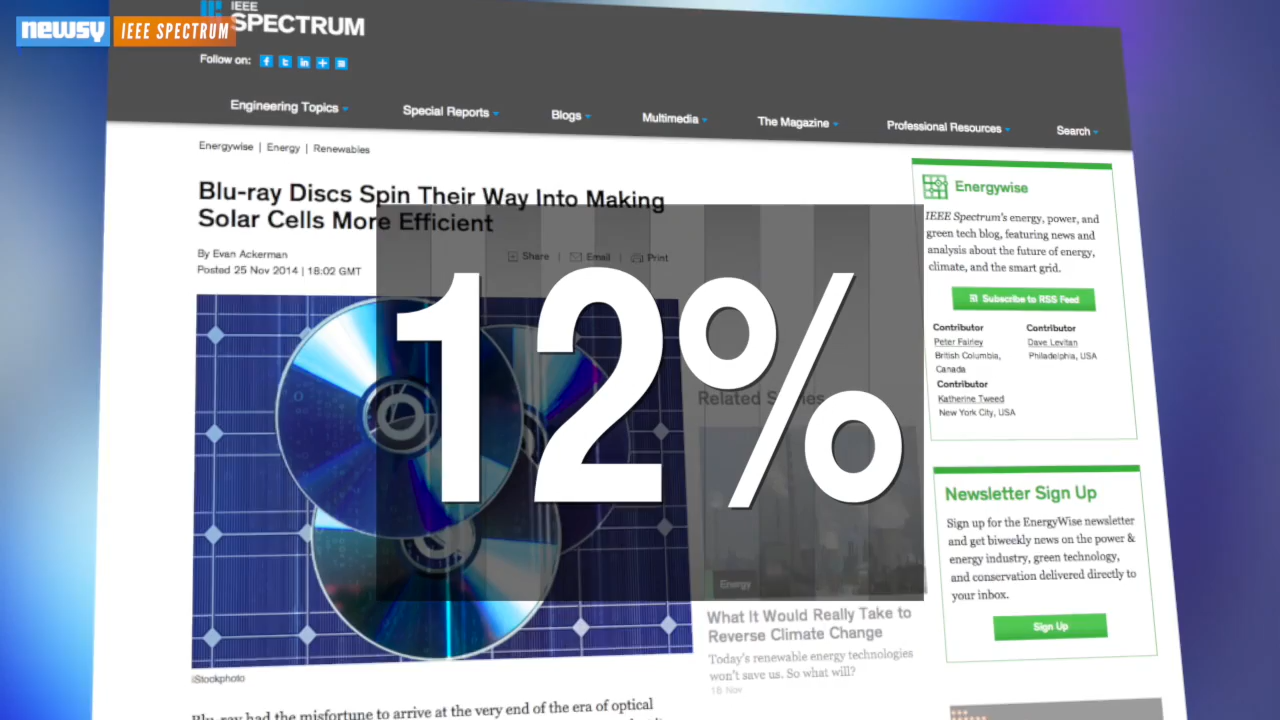 newsy IEEE SPECTRUM
IEEE
SPECTRUM
Follow on:
Engineering Topics Special Reports Blogs Multimedia The Magazine Professional Resources Search
Energywise | Energy | Renewables
Blu-ray Discs Spin Their Way Into Making
Solar Cells More Efficient
By Evan Ackerman
Posted 25 Nov 2014 | 18:02 GMT
Share | Email | Print
12%
iStockphoto
Blu-ray had the misfortune to arrive at the very end of the era of optical
Related
Energy
What It Would Really Take to
Reverse Climate Change
Today's renewable energy technologies
won't save us. So what will?
18 Nov
Energywise
IEEE Spectrum's energy, power, and
green tech blog, featuring news and
analysis about the future of energy,
climate, and the smart grid.
Subscribe to RSS Feed
Contributor
Peter Fairley
British Columbia,
Canada
Contributor
Dave Levitan
Philadelphia, USA
Contributor
Katherine Tweed
New York City, USA
Newsletter Sign Up
Sign up for the EnergyWise newsletter
and get biweekly news on the power &
energy industry, green technology,
and conservation delivered directly to
your inbox.
Sign Up